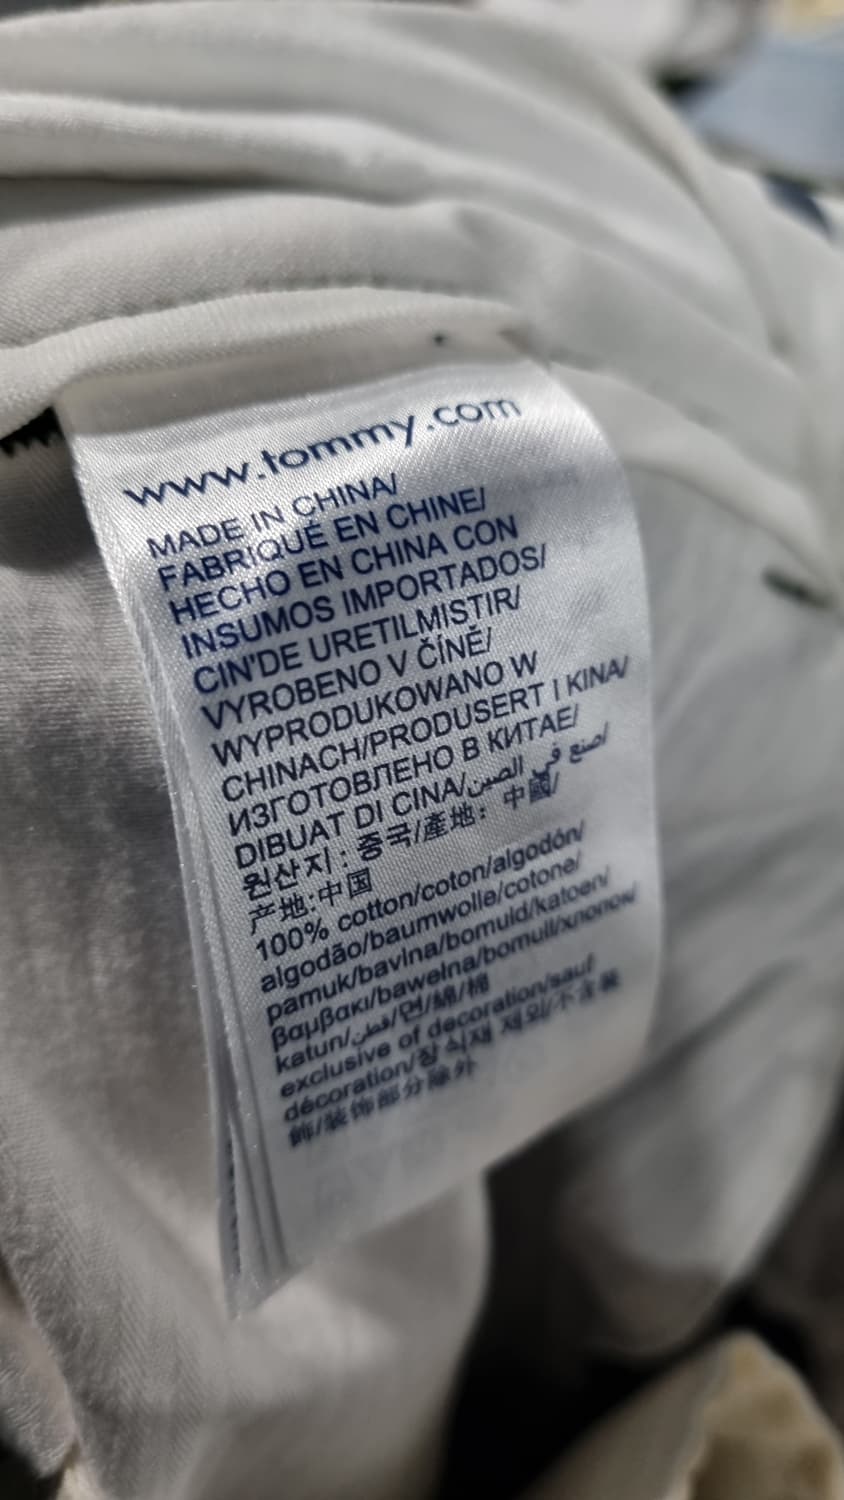 www.tommy.com
MADE IN CHINA/
FABRIQUÉ EN CHINE/
HECHO EN CHINA CON
INSUMOS IMPORTADOS/
CIN'DE URETILMISTIR/
VYROBENO V ČÍNĚ/
WYPRODUKOWANO W
CHINACH/PRODUSERT I KINA/
ИЗГОТОВЛЕНО В КИТАЕ/
DIBUAT DI CINA/صنع في الصين/
원산지: 중국/產地: 中國/
产地:中国
100% cotton/coton/algodón/
algodão/baumwolle/cotone/
pamuk/bavlna/bomuld/katoen/
βαμβακι/bawełna/bomull/хлопок/
katun/قطن/면/綿/棉
exclusive of decoration/sauf
décoration/장식재 제외/不含裝
飾/装饰部分除外